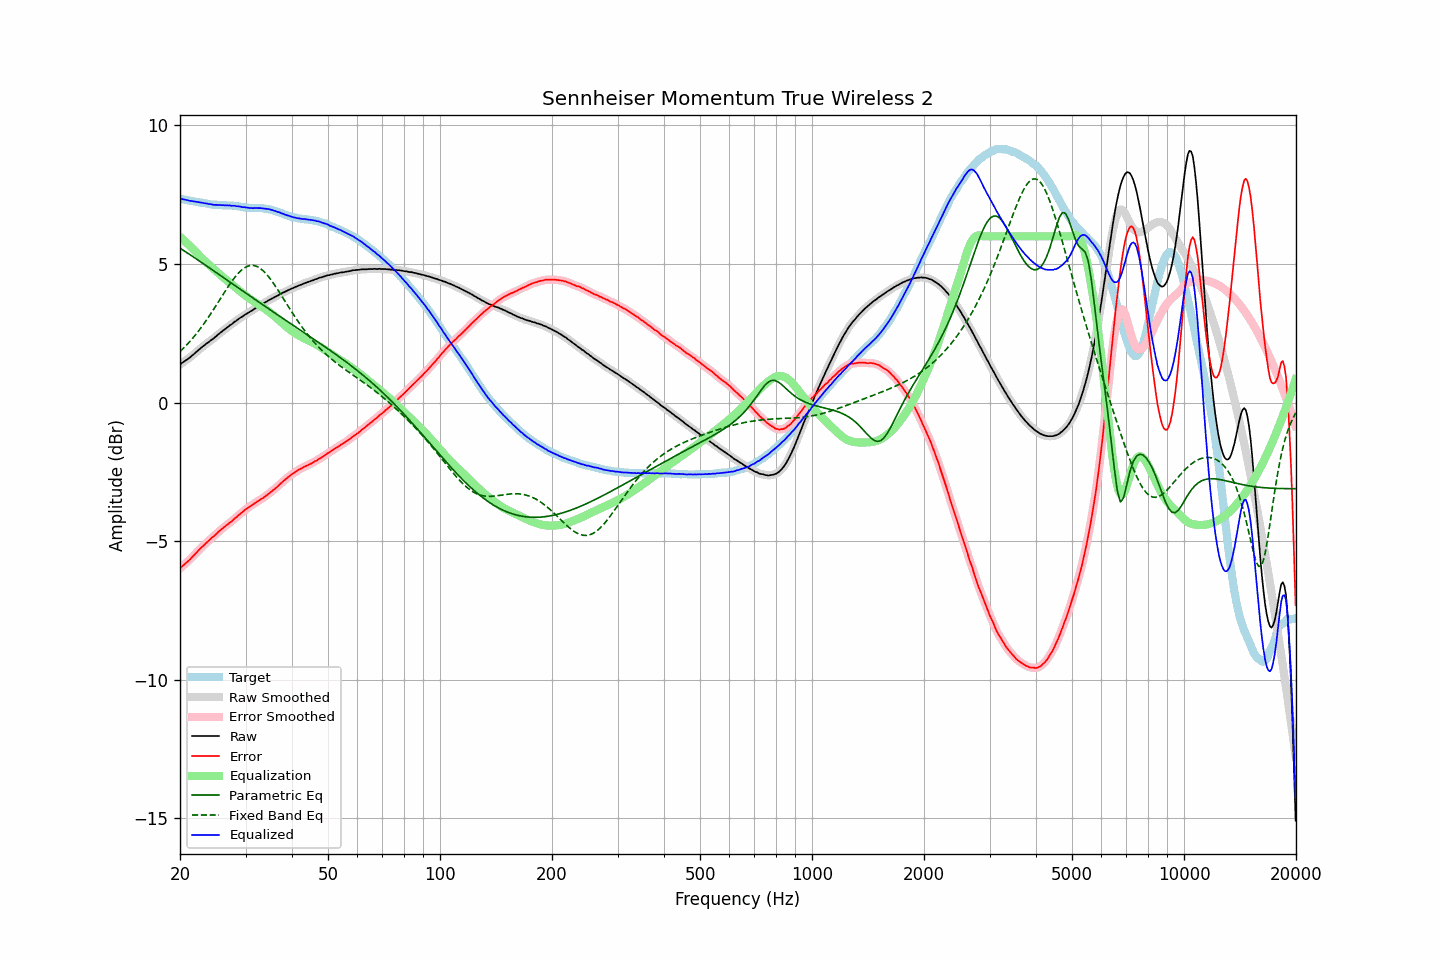 Sennheiser Momentum True Wireless 2
10
5
0
−5
−10
−15
Amplitude (dBr)
Target
Raw Smoothed
Error Smoothed
Raw
Error
Equalization
Parametric Eq
Fixed Band Eq
Equalized
20 50 100 200 500 1000 2000 5000 10000 20000
Frequency (Hz)